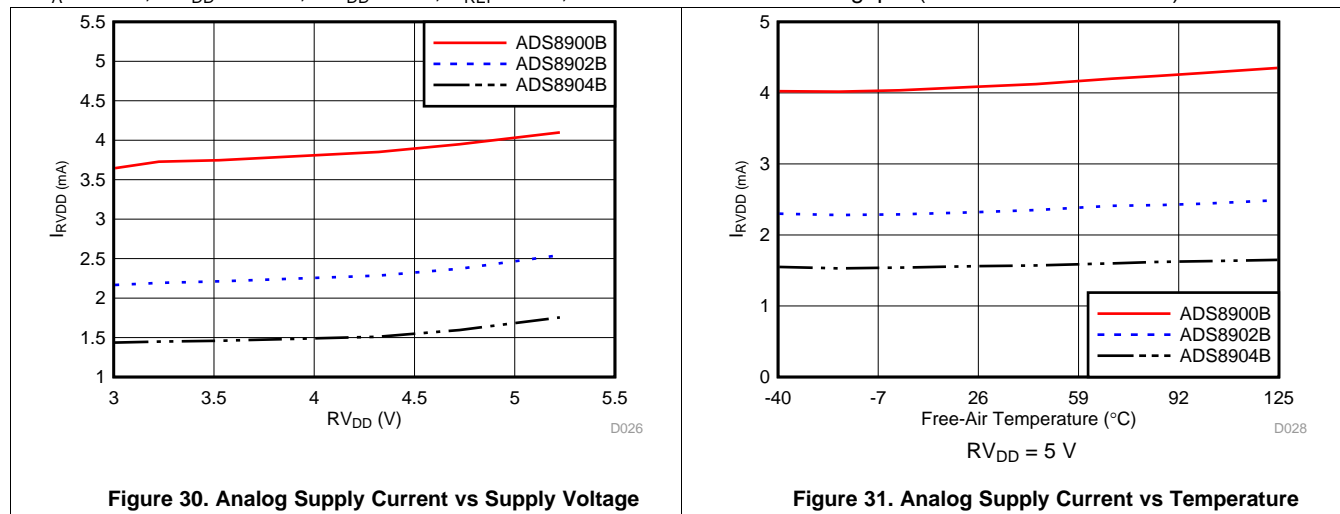 5.5
5
4.5
4
3.5
3
2.5
2
1.5
1
3
3.5
4
4.5
5
5.5
I_RVDD (mA)
RV_DD (V)
ADS8900B
ADS8902B
ADS8904B
D026
Figure 30. Analog Supply Current vs Supply Voltage
5
4
3
2
1
0
-40
-7
26
59
92
125
I_RVDD (mA)
Free-Air Temperature (°C)
ADS8900B
ADS8902B
ADS8904B
D028
RV_DD = 5 V
Figure 31. Analog Supply Current vs Temperature